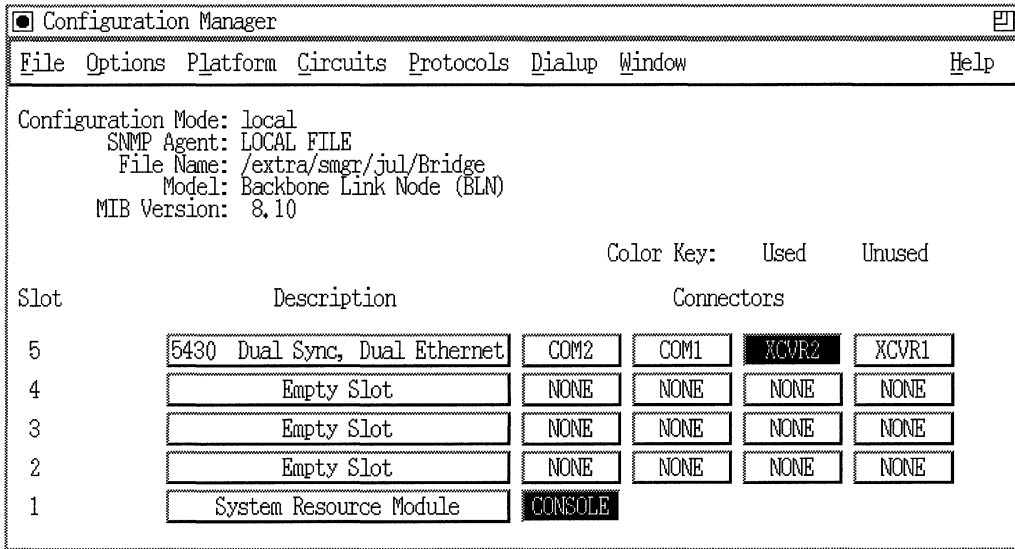 Configuration Manager
File Options Platform Circuits Protocols Dialup Window Help
Configuration Mode: local
SNMP Agent: LOCAL FILE
File Name: /extra/smgr/jul/Bridge
Model: Backbone Link Node (BLN)
MIB Version: 8.10
Color Key: Used Unused
Slot Description Connectors
5 5430 Dual Sync, Dual Ethernet COM2 COM1 XCVR2 XCVR1
4 Empty Slot NONE NONE NONE NONE
3 Empty Slot NONE NONE NONE NONE
2 Empty Slot NONE NONE NONE NONE
1 System Resource Module CONSOLE